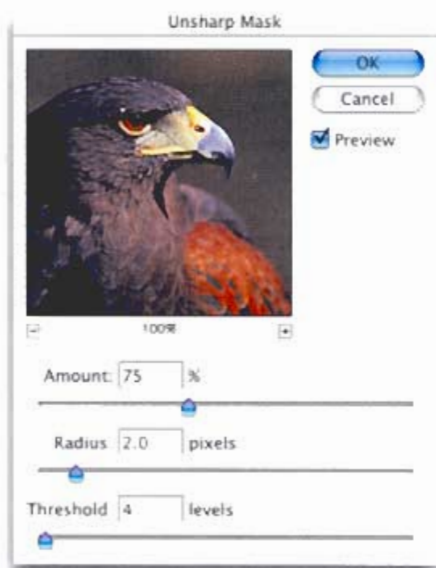 Unsharp Mask
OK
Cancel
Preview
100%
Amount: 75 %
Radius 2.0 pixels
Threshold 4 levels